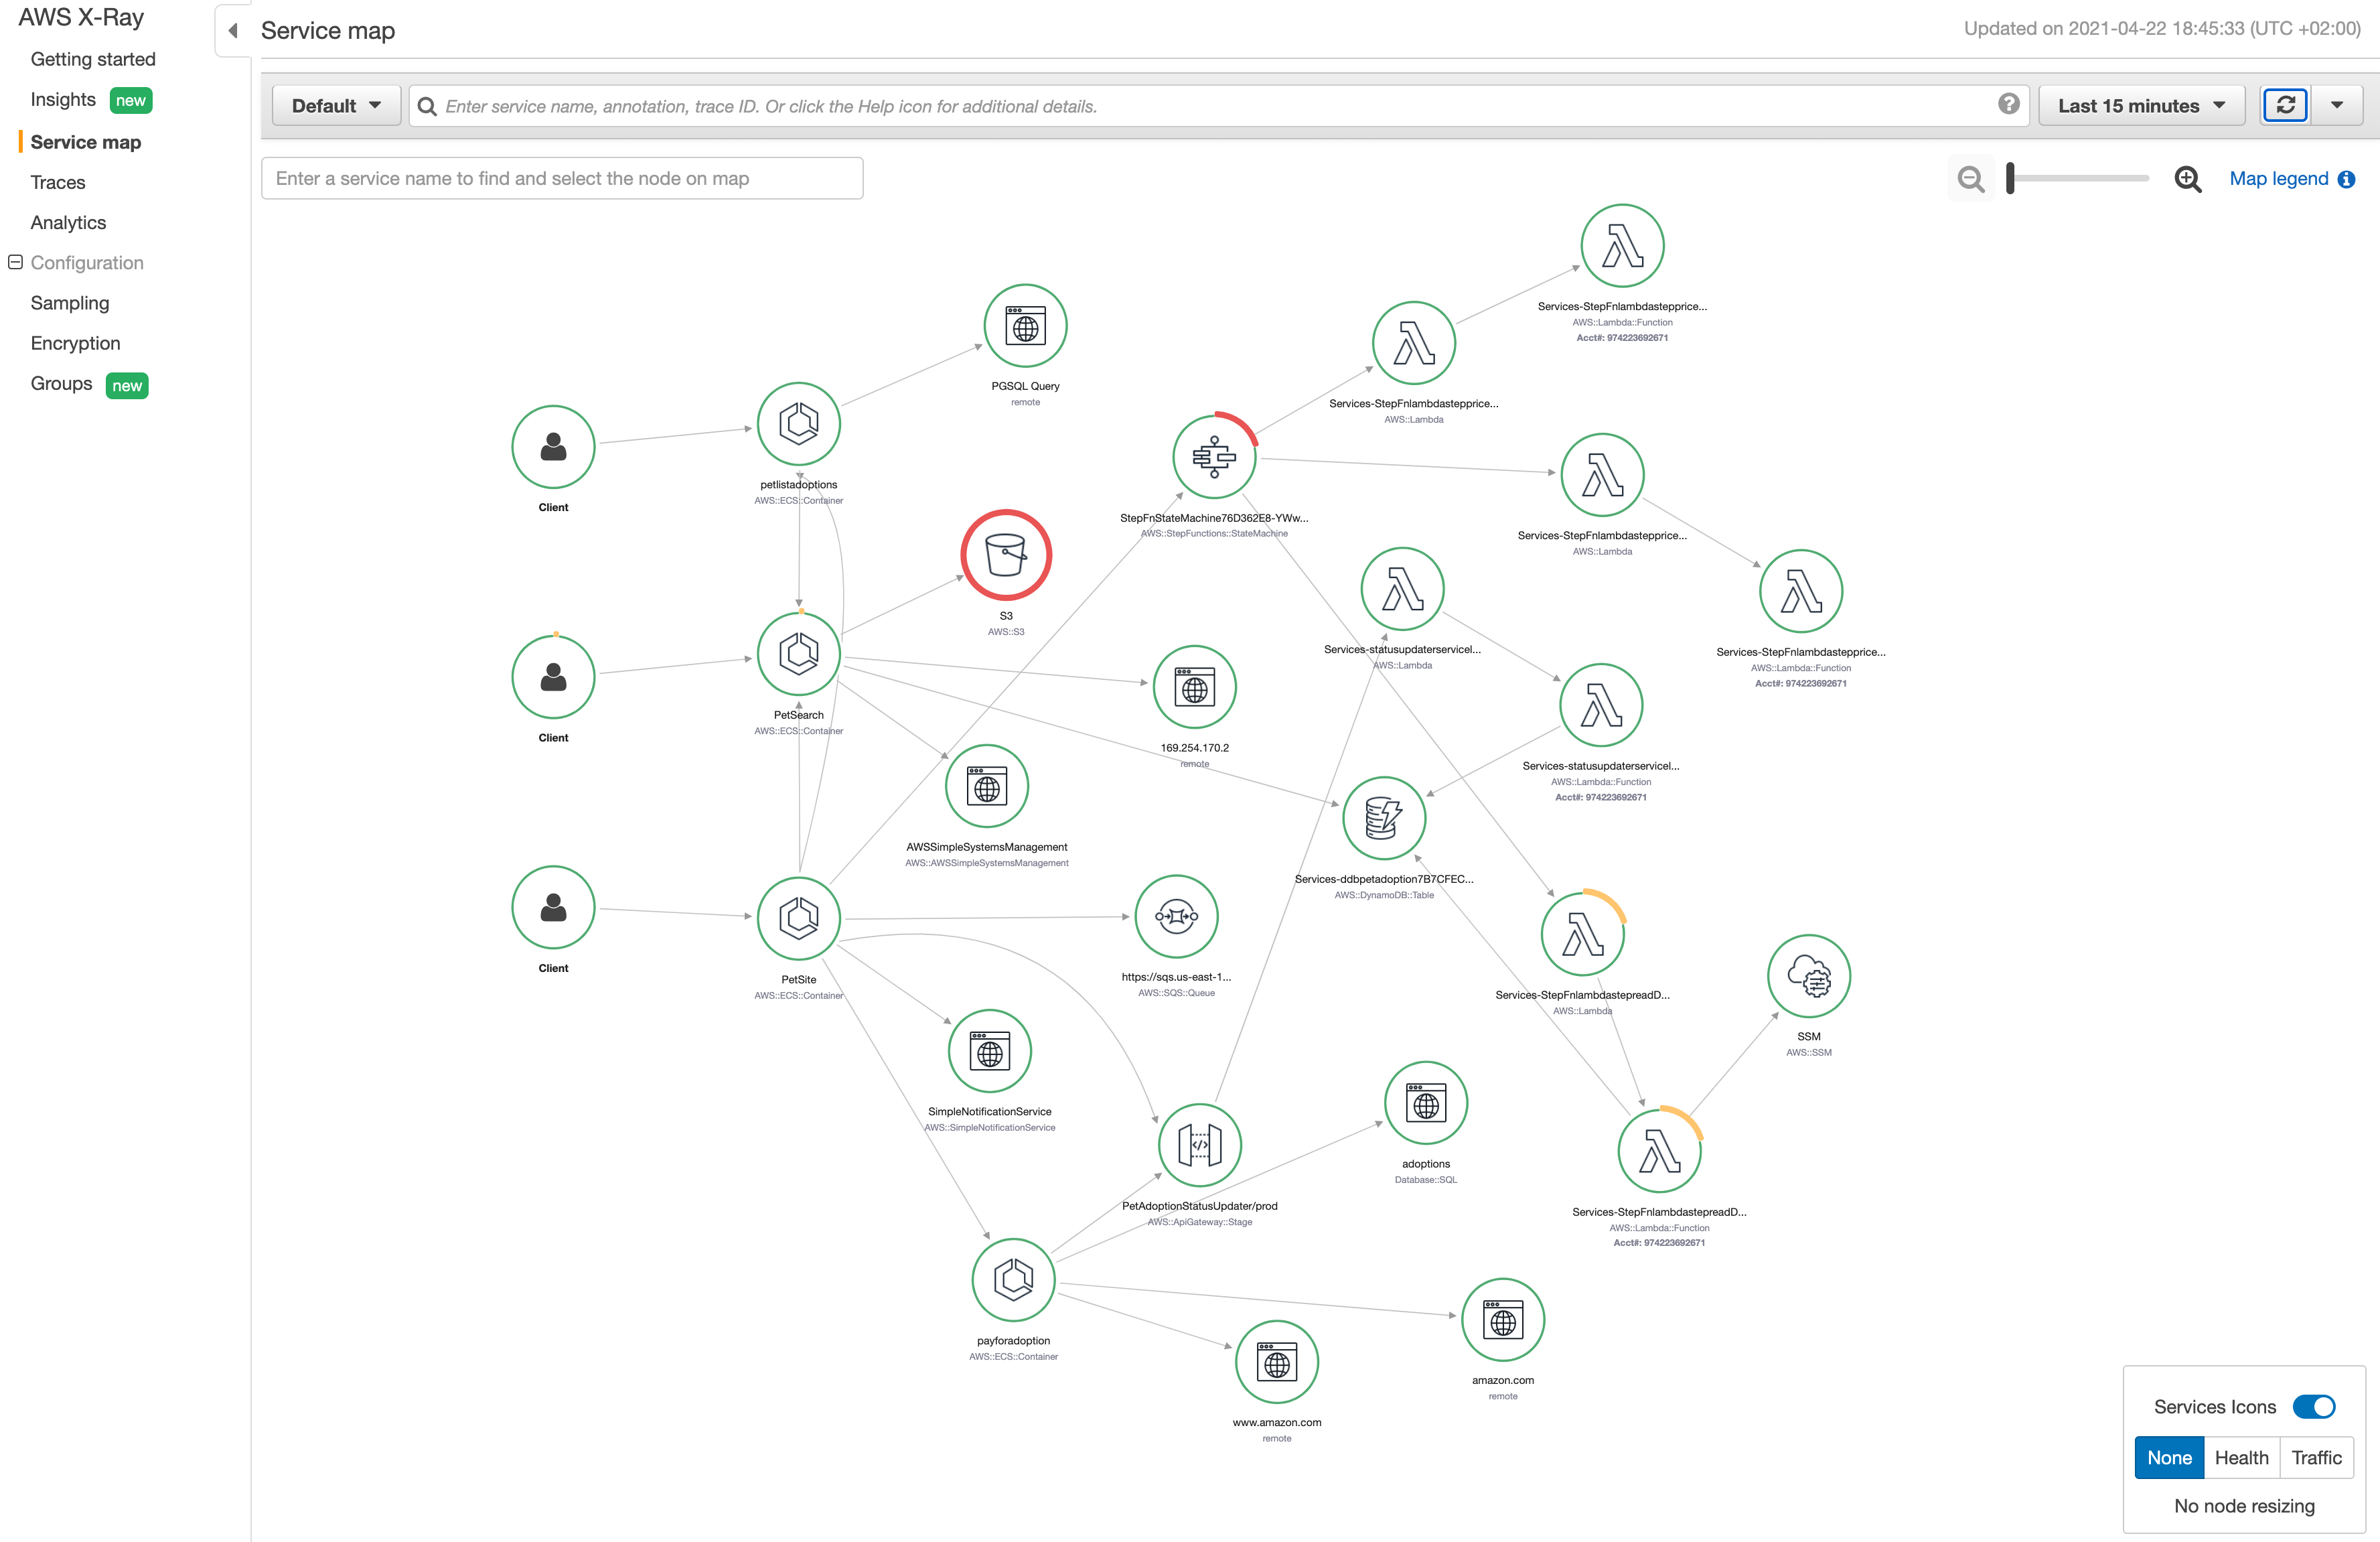 AWS X-Ray
Getting started
Insights new
Service map
Traces
Analytics
Configuration
Sampling
Encryption
Groups new
Service map
Updated on 2021-04-22 18:45:33 (UTC +02:00)
Default
Enter service name, annotation, trace ID. Or click the Help icon for additional details.
?
Last 15 minutes
Enter a service name to find and select the node on map
Map legend
Services-StepFnlambdastepprice...
AWS::Lambda::Function
Acct#: 974223692671
PGSQL Query
remote
Services-StepFnlambdastepprice...
AWS::Lambda
Client
petlistadoptions
AWS::ECS::Container
StepFnStateMachine76D362E8-YWw...
AWS::StepFunctions::StateMachine
Services-StepFnlambdastepprice...
AWS::Lambda
S3
AWS::S3
Services-statusupdaterservicel...
AWS::Lambda
Services-StepFnlambdastepprice...
AWS::Lambda::Function
Acct#: 974223692671
Client
PetSearch
AWS::ECS::Container
169.254.170.2
remote
Services-statusupdaterservicel...
AWS::Lambda::Function
Acct#: 974223692671
AWSSimpleSystemsManagement
AWS::AWSSimpleSystemsManagement
Services-ddbpetadoption7B7CFEC...
AWS::DynamoDB::Table
Client
PetSite
AWS::ECS::Container
https://sqs.us-east-1...
AWS::SQS::Queue
Services-StepFnlambdastepreadD...
AWS::Lambda
SSM
AWS::SSM
SimpleNotificationService
AWS::SimpleNotificationService
adoptions
Database::SQL
PetAdoptionStatusUpdater/prod
AWS::ApiGateway::Stage
Services-StepFnlambdastepreadD...
AWS::Lambda::Function
Acct#: 974223692671
payforadoption
AWS::ECS::Container
amazon.com
remote
www.amazon.com
remote
Services Icons
None Health Traffic
No node resizing